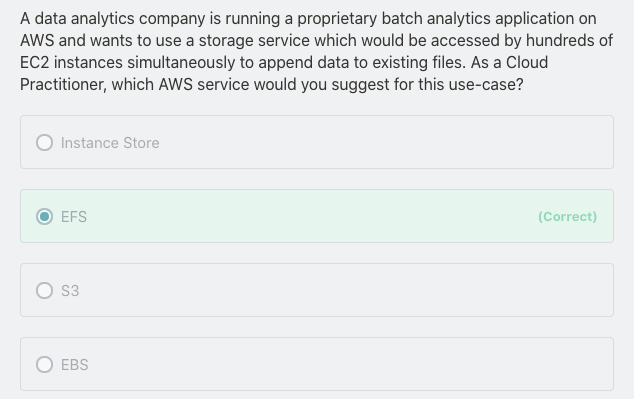 A data analytics company is running a proprietary batch analytics application on
AWS and wants to use a storage service which would be accessed by hundreds of
EC2 instances simultaneously to append data to existing files. As a Cloud
Practitioner, which AWS service would you suggest for this use-case?
Instance Store
EFS (Correct)
S3
EBS